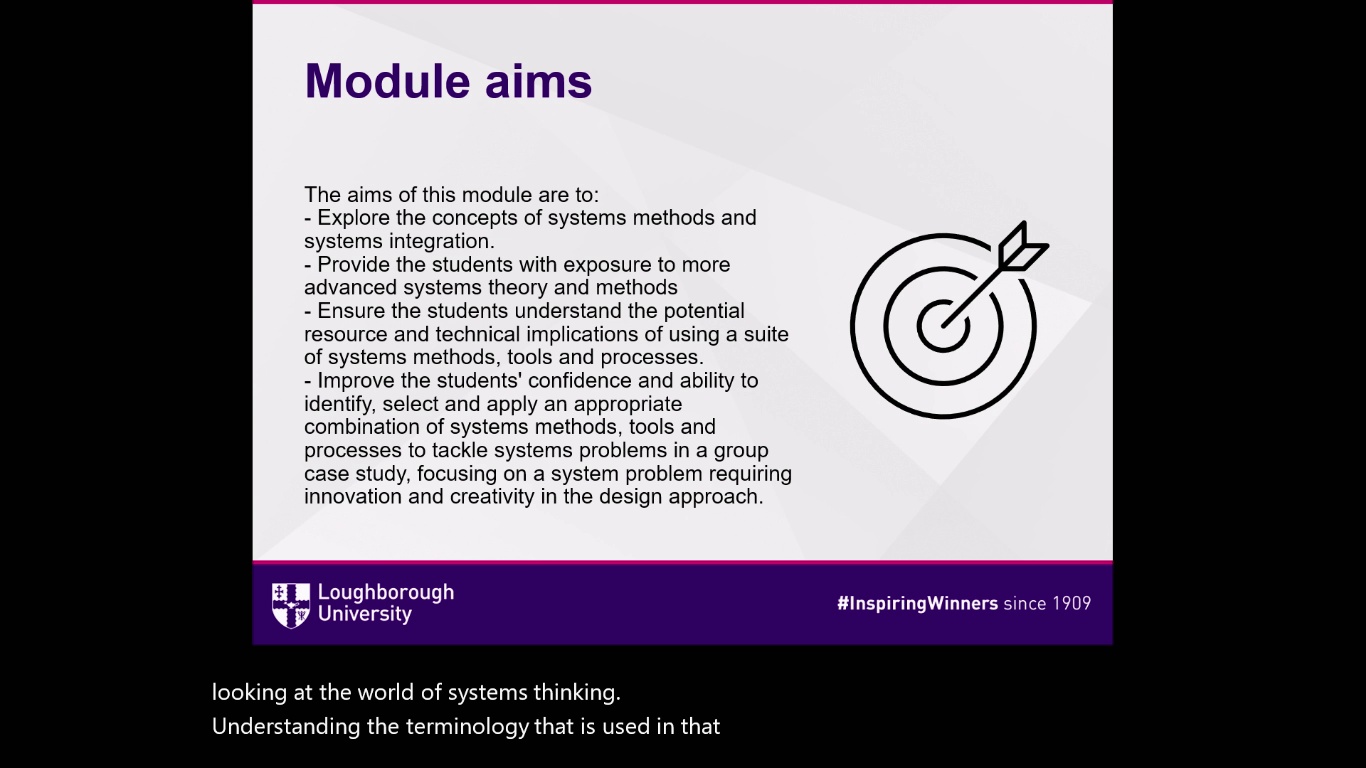 Module aims
The aims of this module are to:
- Explore the concepts of systems methods and
systems integration.
- Provide the students with exposure to more
advanced systems theory and methods
- Ensure the students understand the potential
resource and technical implications of using a suite
of systems methods, tools and processes.
- Improve the students' confidence and ability to
identify, select and apply an appropriate
combination of systems methods, tools and
processes to tackle systems problems in a group
case study, focusing on a system problem requiring
innovation and creativity in the design approach.
Loughborough
University
#InspiringWinners since 1909
looking at the world of systems thinking.
Understanding the terminology that is used in that